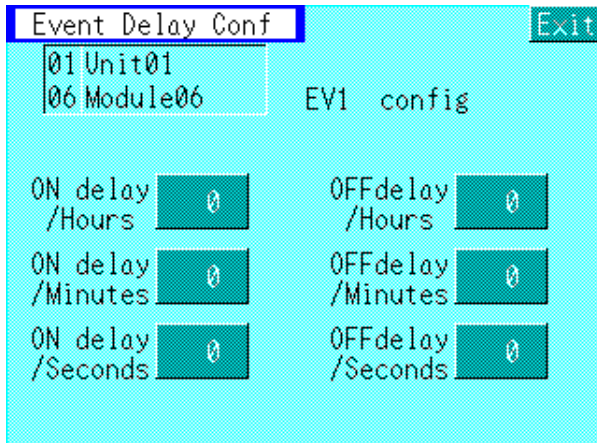 Event Delay Conf
Exit
01 Unit01
06 Module06
EV1 config
ON delay
/Hours
0
OFFdelay
/Hours
0
ON delay
/Minutes
0
OFFdelay
/Minutes
0
ON delay
/Seconds
0
OFFdelay
/Seconds
0